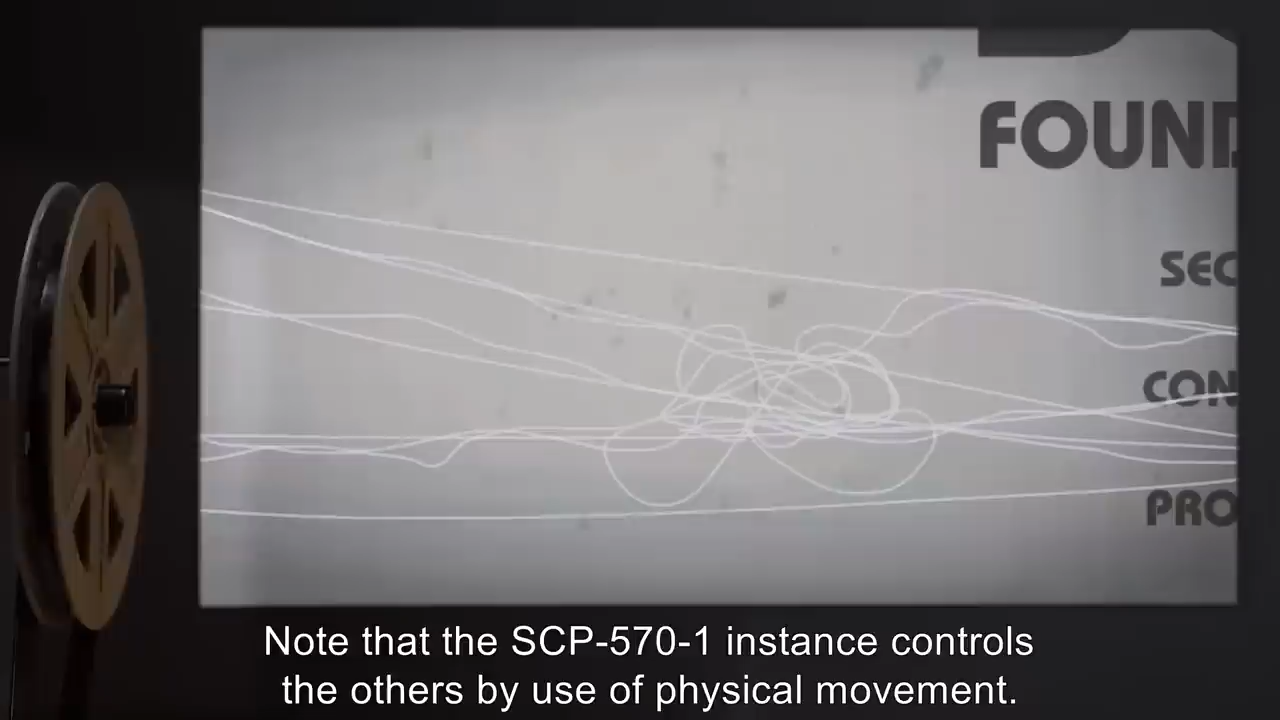 FOUND
SEC
CON
PRO
Note that the SCP-570-1 instance controls
the others by use of physical movement.